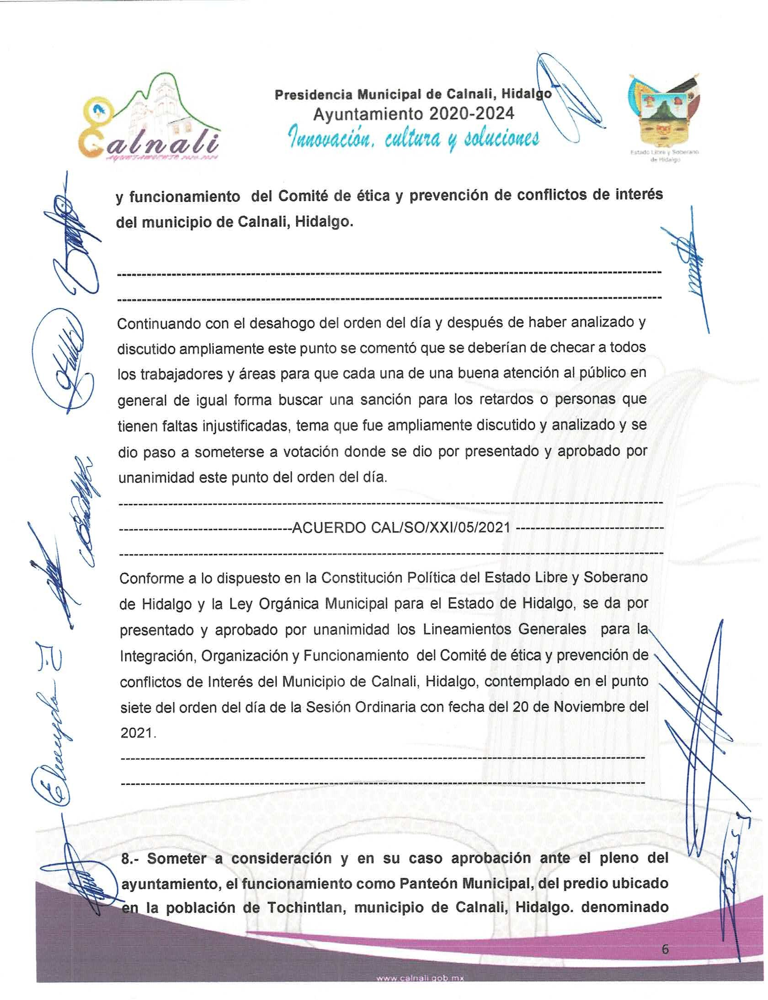 Presidencia Municipal de Calnali, Hidalgo
Ayuntamiento 2020-2024
Innovación, cultura y soluciones
Calnali
AYUNTAMIENTO 2020-2024
Estado Libre y Soberano
de Hidalgo
y funcionamiento del Comité de ética y prevención de conflictos de interés
del municipio de Calnali, Hidalgo.
Continuando con el desahogo del orden del día y después de haber analizado y
discutido ampliamente este punto se comentó que se deberían de checar a todos
los trabajadores y áreas para que cada una de una buena atención al público en
general de igual forma buscar una sanción para los retardos o personas que
tienen faltas injustificadas, tema que fue ampliamente discutido y analizado y se
dio paso a someterse a votación donde se dio por presentado y aprobado por
unanimidad este punto del orden del día.
-----------------------------------ACUERDO CAL/SO/XXI/05/2021 ------------------------------
Conforme a lo dispuesto en la Constitución Política del Estado Libre y Soberano
de Hidalgo y la Ley Orgánica Municipal para el Estado de Hidalgo, se da por
presentado y aprobado por unanimidad los Lineamientos Generales para la
Integración, Organización y Funcionamiento del Comité de ética y prevención de
conflictos de Interés del Municipio de Calnali, Hidalgo, contemplado en el punto
siete del orden del día de la Sesión Ordinaria con fecha del 20 de Noviembre del
2021.
8.- Someter a consideración y en su caso aprobación ante el pleno del
ayuntamiento, el funcionamiento como Panteón Municipal, del predio ubicado
en la población de Tochintlan, municipio de Calnali, Hidalgo. denominado
6
www.calnali.gob.mx